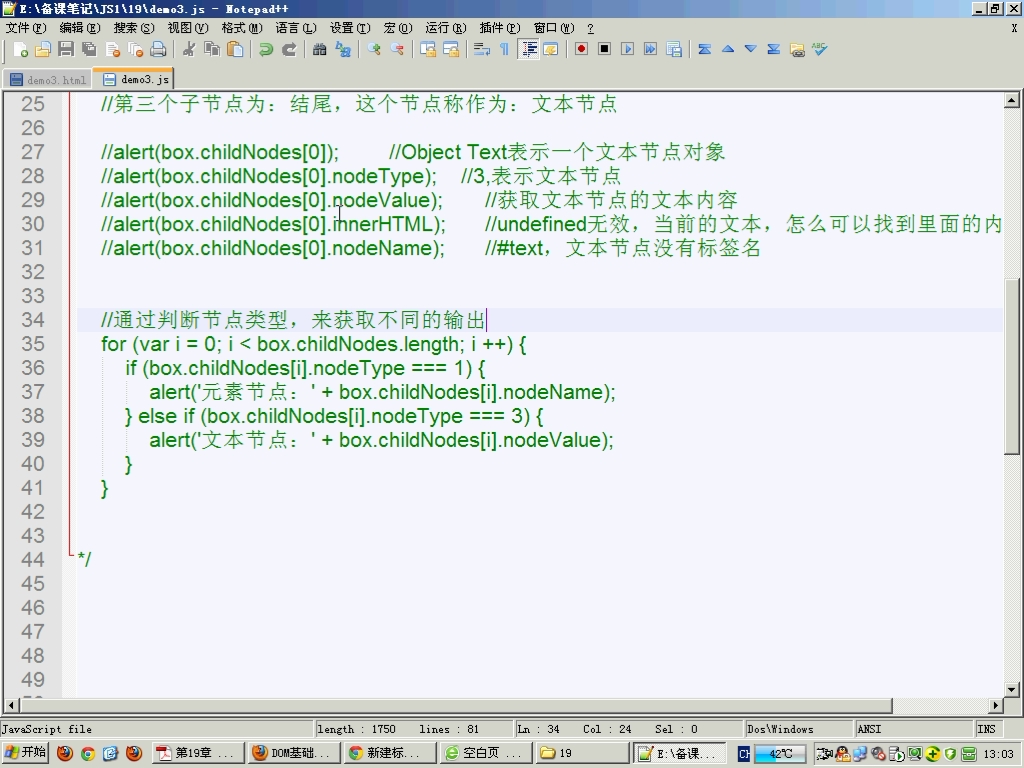 E:\备课笔记\JS1\19\demo3.js - Notepad++
文件(F) 编辑(E) 搜索(S) 视图(V) 格式(M) 语言(L) 设置(T) 宏(O) 运行(R) 插件(P) 窗口(W) ? X
demo3.html demo3.js
25 //第三个子节点为：结尾，这个节点称作为：文本节点
26
27 //alert(box.childNodes[0]); //Object Text表示一个文本节点对象
28 //alert(box.childNodes[0].nodeType); //3,表示文本节点
29 //alert(box.childNodes[0].nodeValue); //获取文本节点的文本内容
30 //alert(box.childNodes[0].innerHTML); //undefined无效，当前的文本，怎么可以找到里面的内
31 //alert(box.childNodes[0].nodeName); //#text，文本节点没有标签名
32
33
34 //通过判断节点类型，来获取不同的输出
35 for (var i = 0; i < box.childNodes.length; i ++) {
36 if (box.childNodes[i].nodeType === 1) {
37 alert('元素节点：' + box.childNodes[i].nodeName);
38 } else if (box.childNodes[i].nodeType === 3) {
39 alert('文本节点：' + box.childNodes[i].nodeValue);
40 }
41 }
42
43
44 */
45
46
47
48
49
JavaScript file length : 1750 lines : 81 Ln : 34 Col : 24 Sel : 0 Dos\Windows ANSI INS
开始 第19章 ... DOM基础... 新建标... 空白页 ... 19 E:\备课... CH 42℃ 13:03